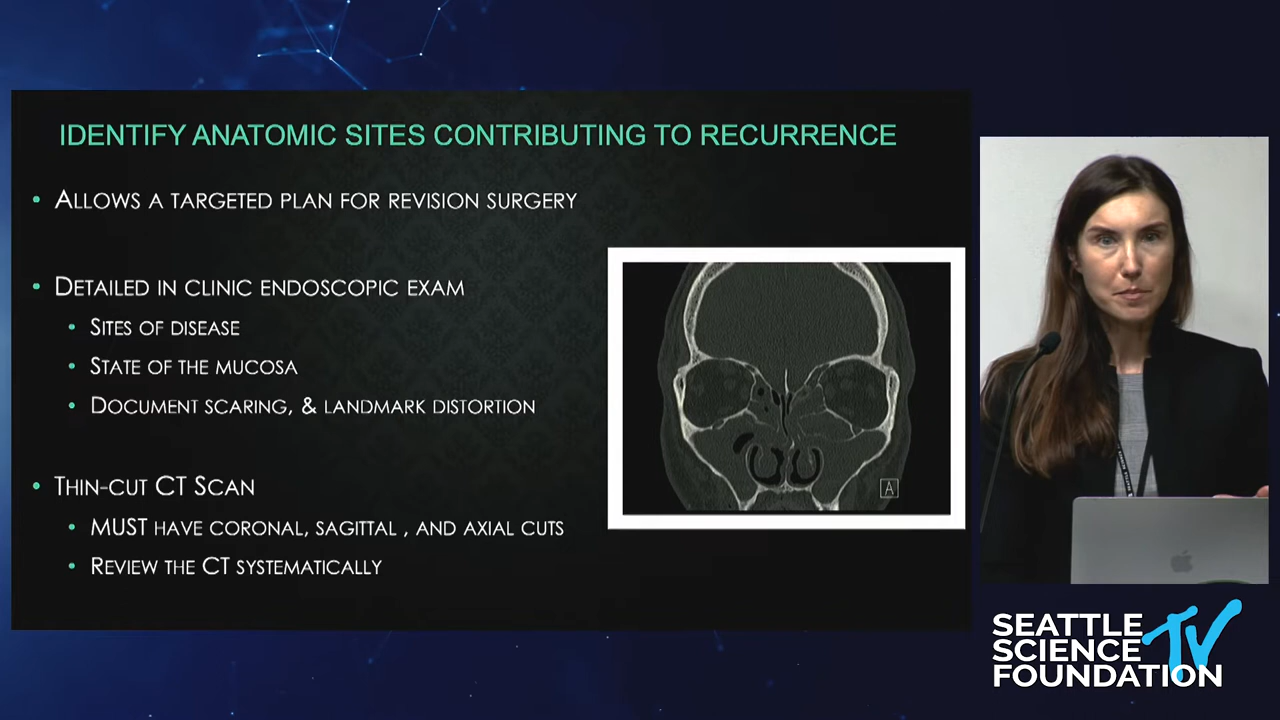 IDENTIFY ANATOMIC SITES CONTRIBUTING TO RECURRENCE
• ALLOWS A TARGETED PLAN FOR REVISION SURGERY
• DETAILED IN CLINIC ENDOSCOPIC EXAM
• SITES OF DISEASE
• STATE OF THE MUCOSA
• DOCUMENT SCARING, & LANDMARK DISTORTION
• THIN-CUT CT SCAN
• MUST HAVE CORONAL, SAGITTAL , AND AXIAL CUTS
• REVIEW THE CT SYSTEMATICALLY
A
SEATTLE
SCIENCE
FOUNDATION
TV